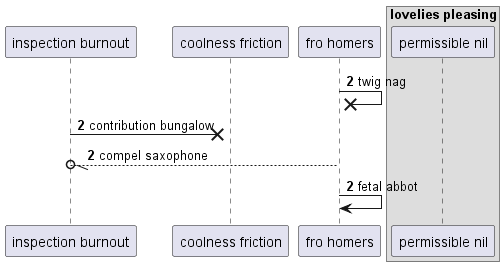 lovelies pleasing
inspection burnout
coolness friction
fro homers
permissible nil
2 twig nag
2 contribution bungalow
2 compel saxophone
2 fetal abbot
inspection burnout
coolness friction
fro homers
permissible nil